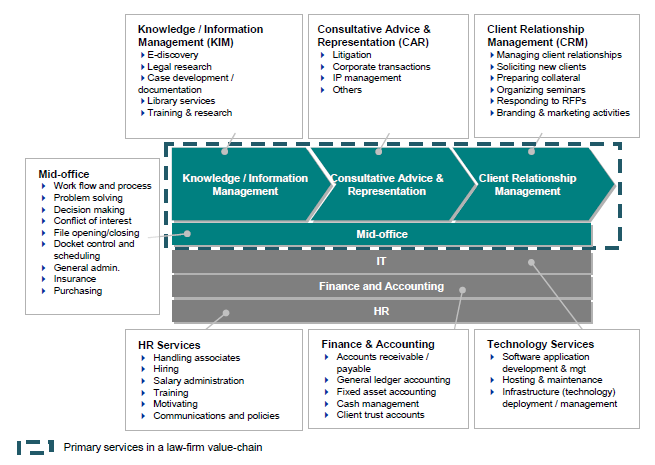 Knowledge / Information
Management (KIM)
E-discovery
Legal research
Case development /
documentation
Library services
Training & research
Consultative Advice &
Representation (CAR)
Litigation
Corporate transactions
IP management
Others
Client Relationship
Management (CRM)
Managing client relationships
Soliciting new clients
Preparing collateral
Organizing seminars
Responding to RFPs
Branding & marketing activities
Mid-office
Work flow and process
Problem solving
Decision making
Conflict of interest
File opening/closing
Docket control and
scheduling
General admin.
Insurance
Purchasing
Knowledge / Information
Management
Consultative Advice &
Representation
Client Relationship
Management
Mid-office
IT
Finance and Accounting
HR
HR Services
Handling associates
Hiring
Salary administration
Training
Motivating
Communications and policies
Finance & Accounting
Accounts receivable /
payable
General ledger accounting
Fixed asset accounting
Cash management
Client trust accounts
Technology Services
Software application
development & mgt
Hosting & maintenance
Infrastructure (technology)
deployment / management
Primary services in a law-firm value-chain